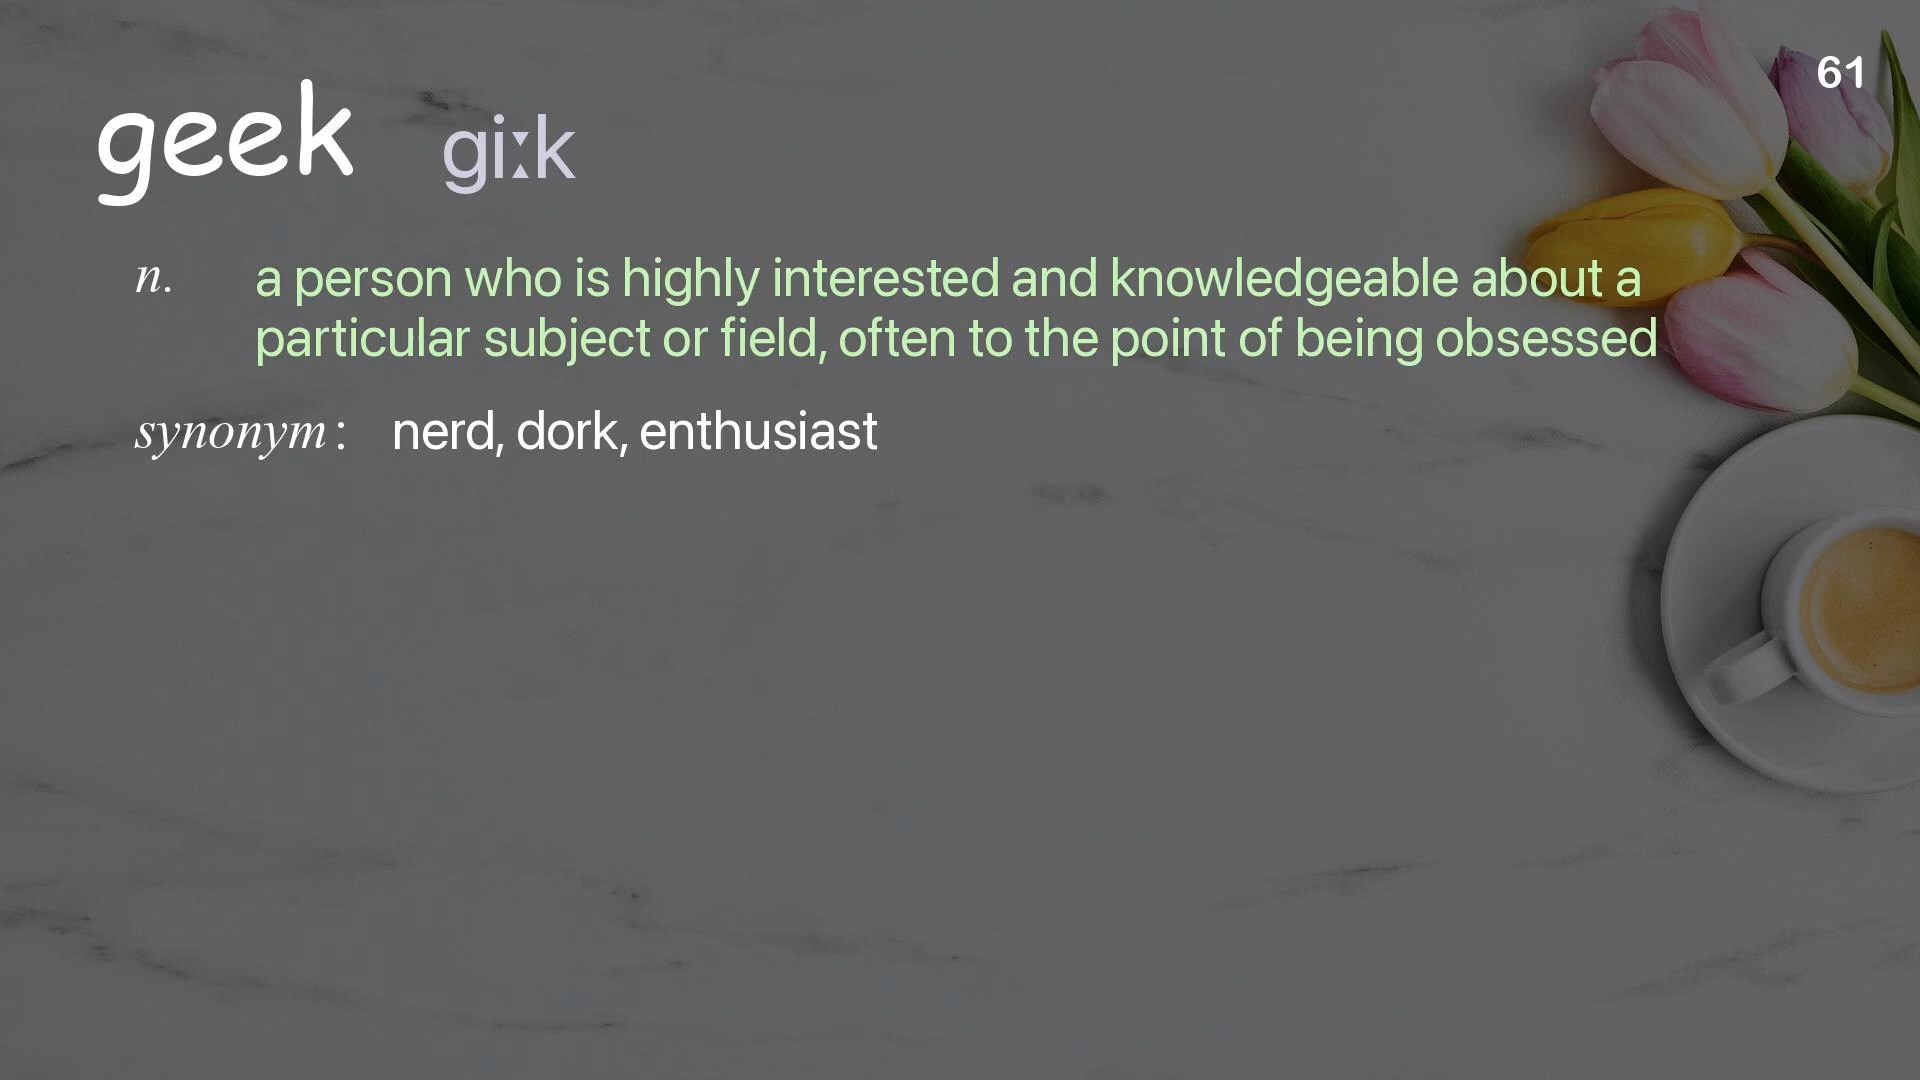 61
geek giːk
n. a person who is highly interested and knowledgeable about a
particular subject or field, often to the point of being obsessed
synonym: nerd, dork, enthusiast